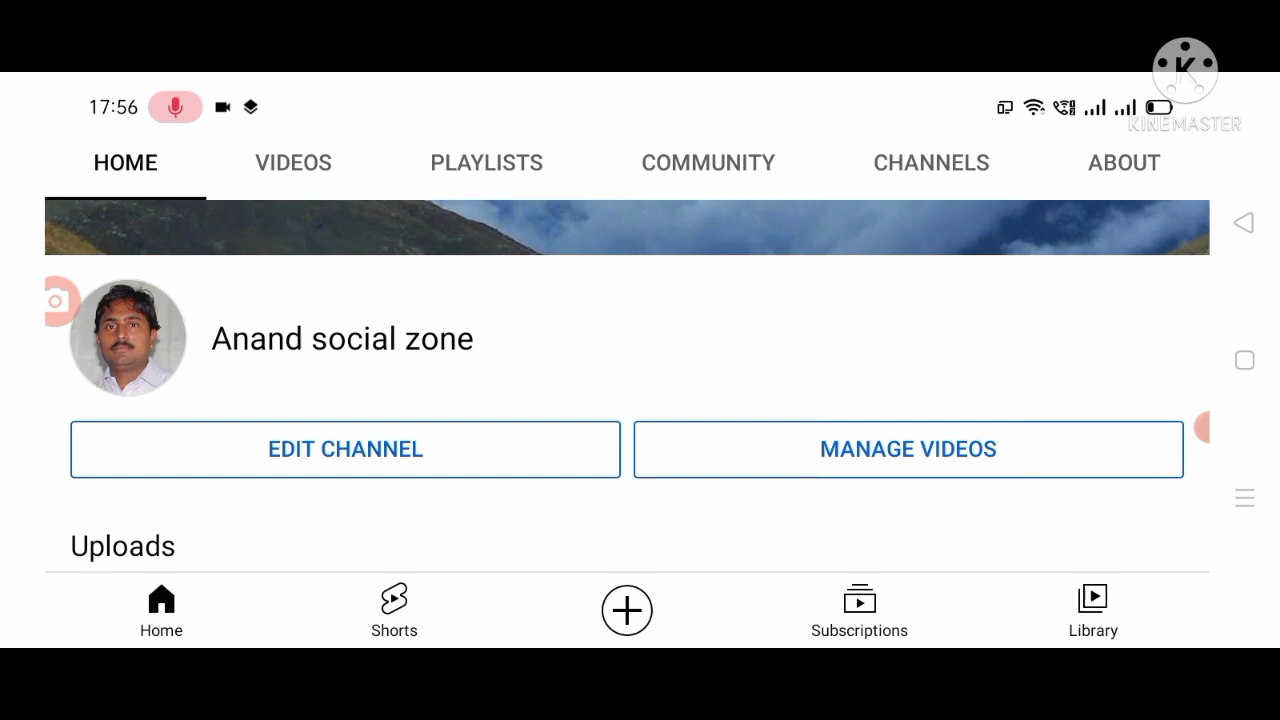 17:56
KINEMASTER
HOME VIDEOS PLAYLISTS COMMUNITY CHANNELS ABOUT
Anand social zone
EDIT CHANNEL MANAGE VIDEOS
Uploads
Home Shorts Subscriptions Library